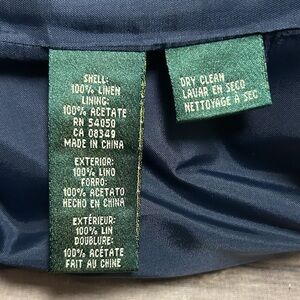 SHELL:
100% LINEN
LINING:
100% ACETATE
RN 54050
CA 08349
MADE IN CHINA
EXTERIOR:
100% LINO
FORRO:
100% ACETATO
HECHO EN CHINA
EXTÉRIEUR:
100% LIN
DOUBLURE:
100% ACÉTATE
FAIT AU CHINE
DRY CLEAN
LAVAR EN SECO
NETTOYAGE A SEC